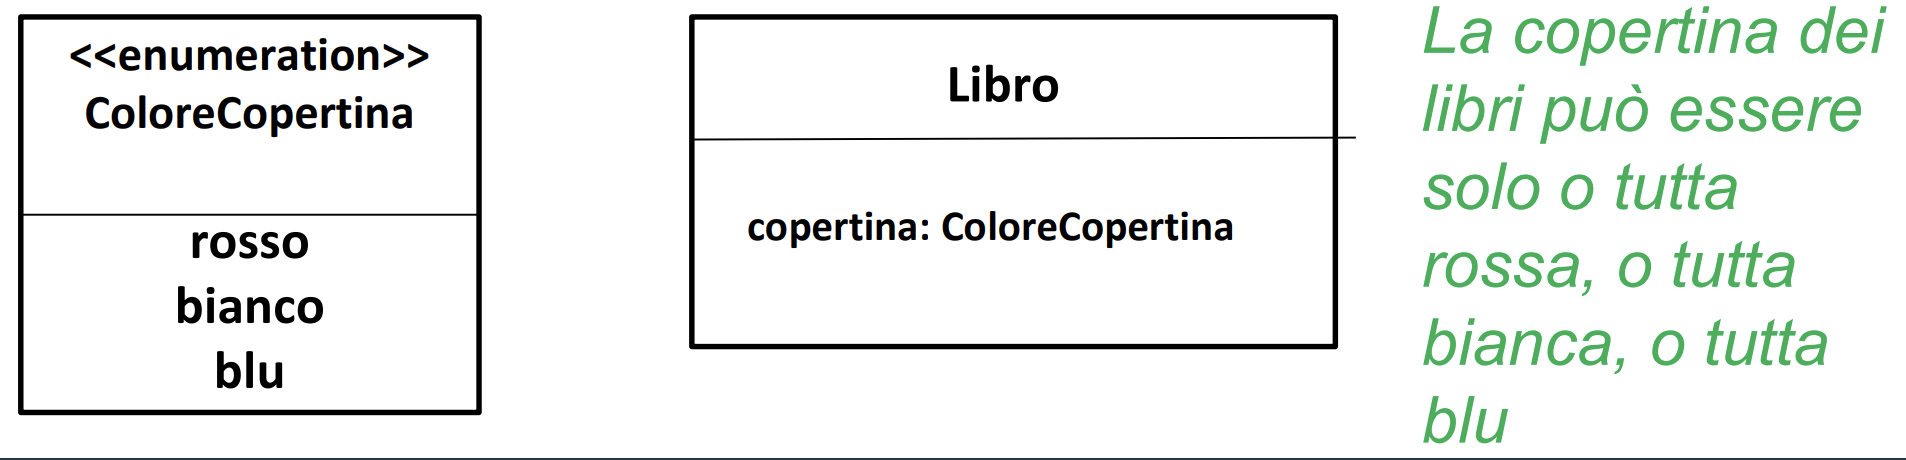 <<enumeration>>
ColoreCopertina
rosso
bianco
blu
Libro
copertina: ColoreCopertina
La copertina dei
libri può essere
solo o tutta
rossa, o tutta
bianca, o tutta
blu